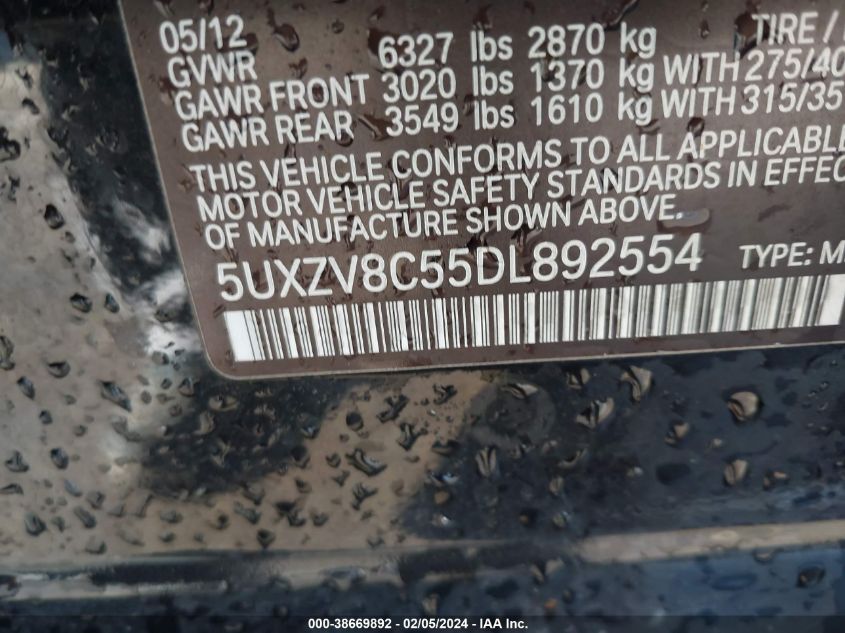 05/12
GVWR 6327 lbs 2870 kg TIRE /
GAWR FRONT 3020 lbs 1370 kg WITH 275/40
GAWR REAR 3549 lbs 1610 kg WITH 315/35
THIS VEHICLE CONFORMS TO ALL APPLICABLE
MOTOR VEHICLE SAFETY STANDARDS IN EFFEC
OF MANUFACTURE SHOWN ABOVE.
5UXZV8C55DL892554 TYPE: M
000-38669892 - 02/05/2024 - IAA Inc.